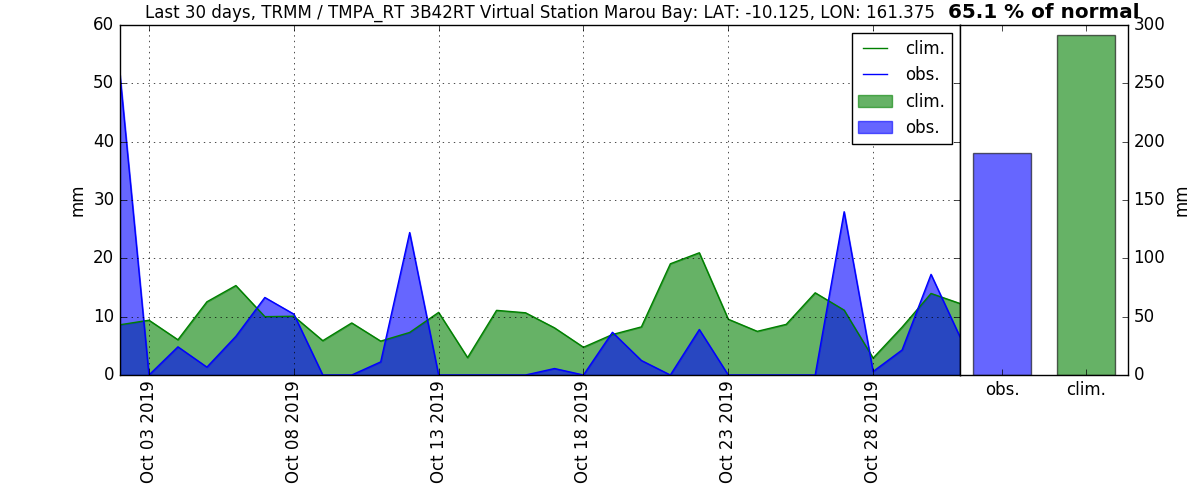 Last 30 days, TRMM / TMPA_RT 3B42RT Virtual Station Marou Bay: LAT: -10.125, LON: 161.375
65.1 % of normal
60
50
40
30
20
10
0
mm
clim.
obs.
clim.
obs.
300
250
200
150
100
50
0
mm
obs.
clim.
Oct 03 2019
Oct 08 2019
Oct 13 2019
Oct 18 2019
Oct 23 2019
Oct 28 2019